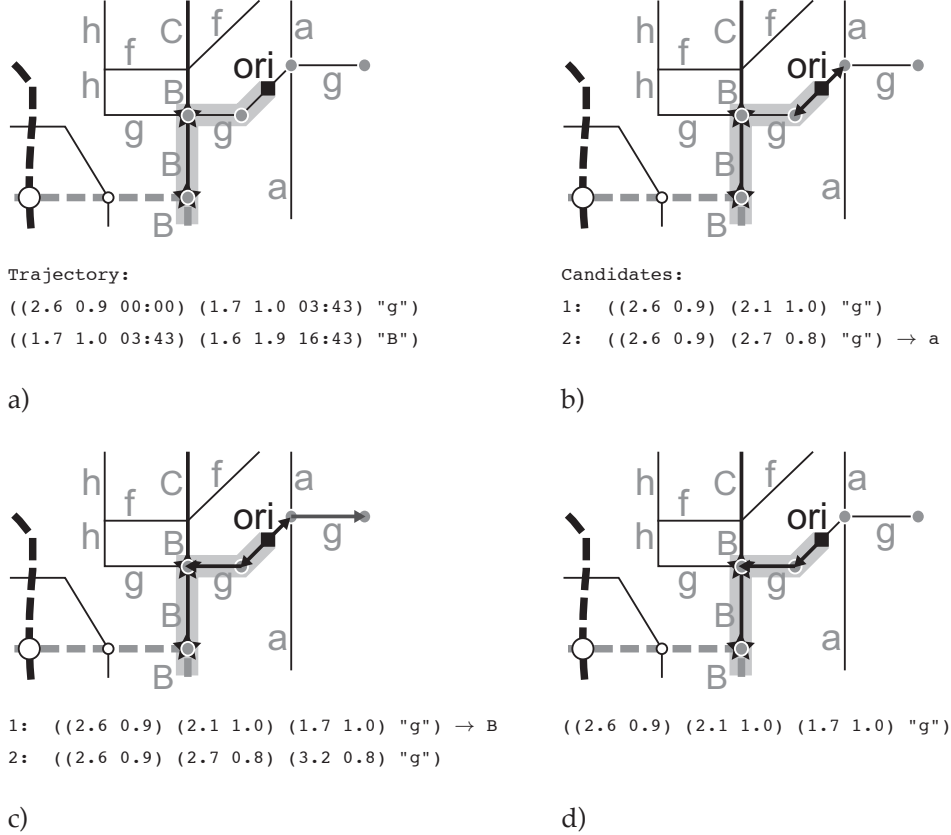 h C f a
f
ori
h g
B
g g
B
a
B
Trajectory:
((2.6 0.9 00:00) (1.7 1.0 03:43) "g")
((1.7 1.0 03:43) (1.6 1.9 16:43) "B")
a)
h C f a
f
ori
h g
B
g g
B
a
B
Candidates:
1: ((2.6 0.9) (2.1 1.0) "g")
2: ((2.6 0.9) (2.7 0.8) "g") → a
b)
h C f a
f
ori
h g
B
g g
B
a
B
1: ((2.6 0.9) (2.1 1.0) (1.7 1.0) "g") → B
2: ((2.6 0.9) (2.7 0.8) (3.2 0.8) "g")
c)
h C f a
f
ori
h g
B
g g
B
a
B
((2.6 0.9) (2.1 1.0) (1.7 1.0) "g")
d)